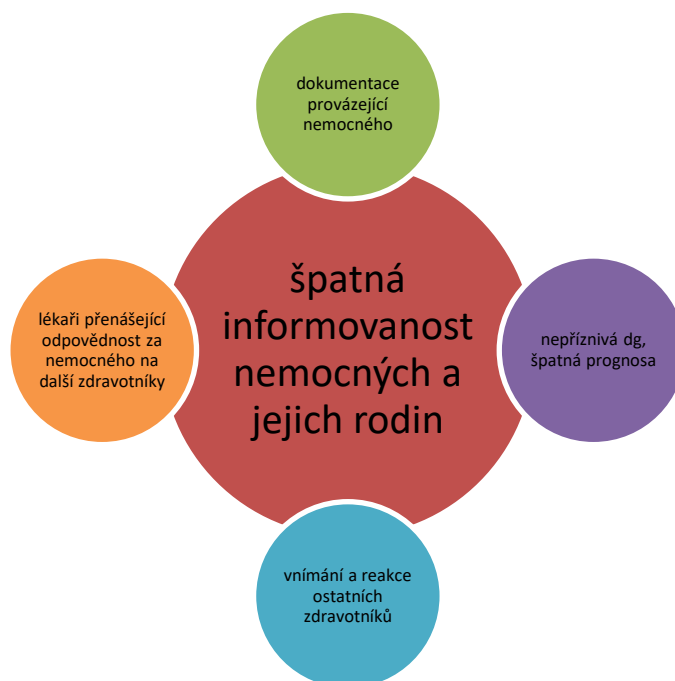 dokumentace
provázející
nemocného
špatná
informovanost
nemocných a
jejich rodin
lékaři přenášející
odpovědnost za
nemocného na
další zdravotníky
nepříznivá dg,
špatná prognosa
vnímání a reakce
ostatních
zdravotníků